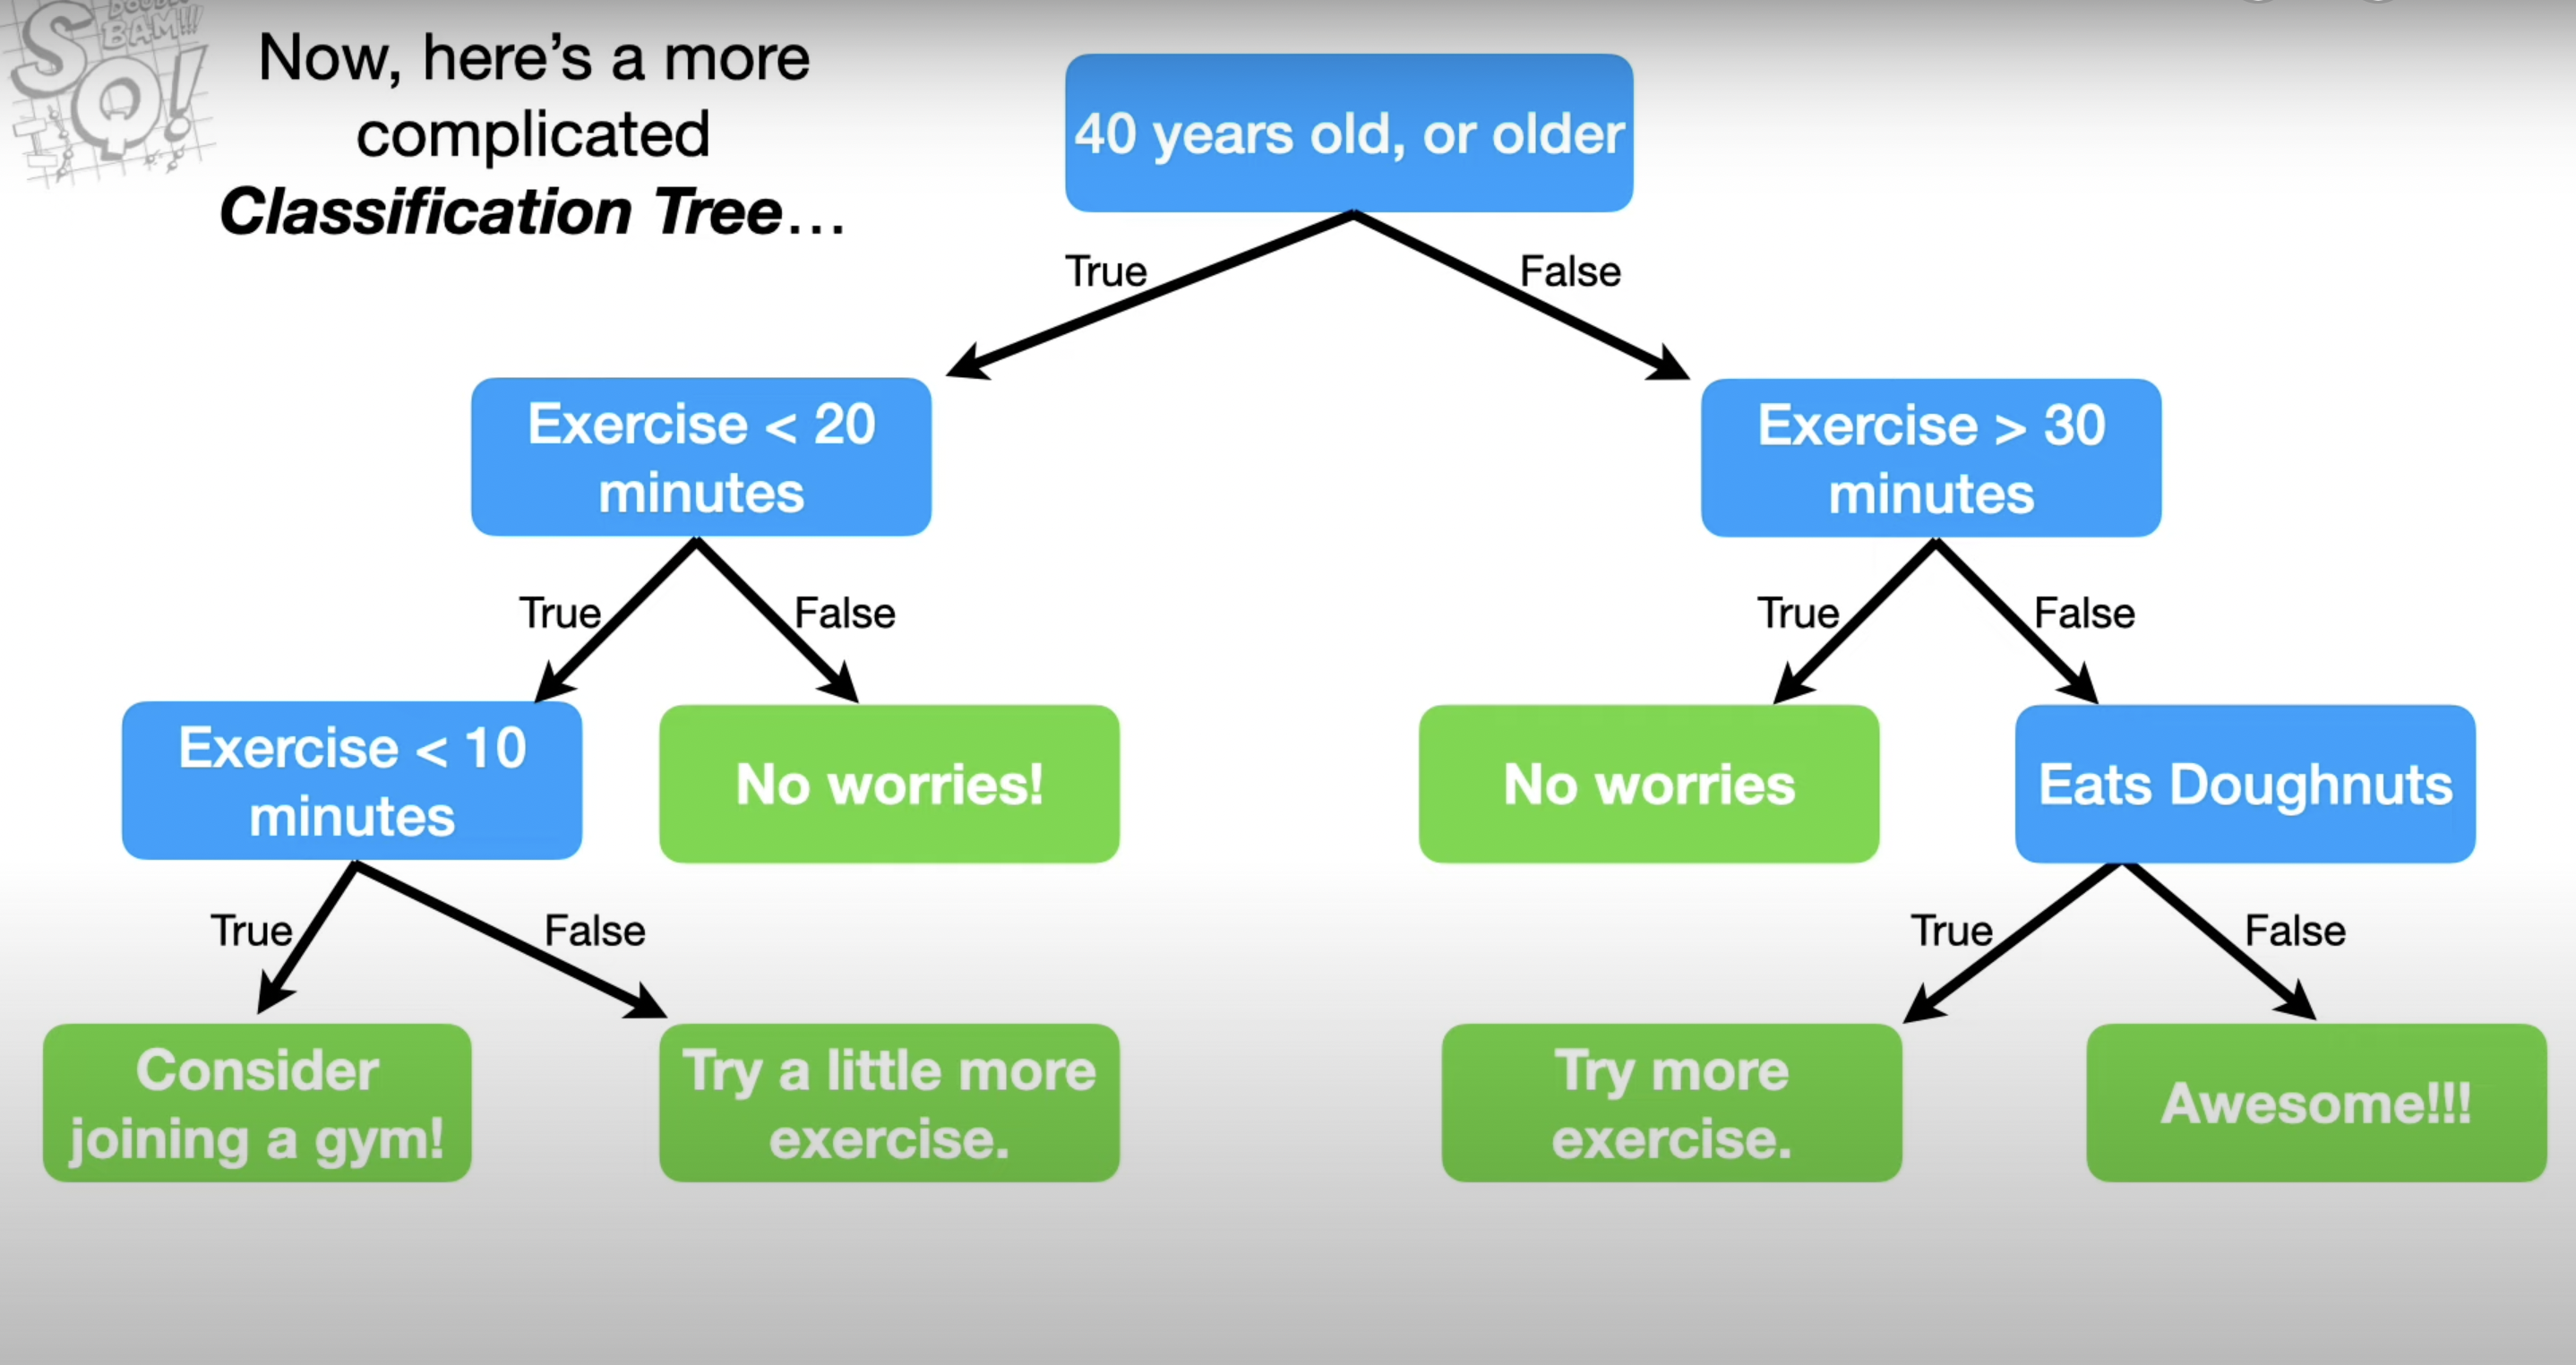 DOUBLE
BAM!!!
SQ!
Now, here's a more
complicated
Classification Tree...
40 years old, or older
True
False
Exercise < 20
minutes
Exercise > 30
minutes
True
False
True
False
Exercise < 10
minutes
No worries!
No worries
Eats Doughnuts
True
False
True
False
Consider
joining a gym!
Try a little more
exercise.
Try more
exercise.
Awesome!!!